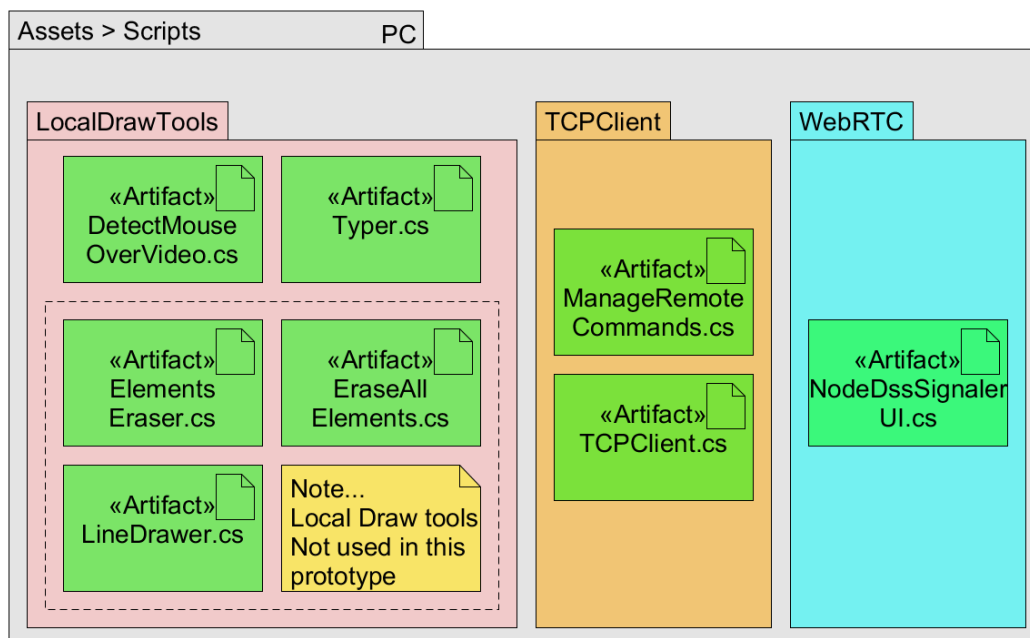 Assets > Scripts
PC
LocalDrawTools
«Artifact»
DetectMouse
OverVideo.cs
«Artifact»
Typer.cs
«Artifact»
Elements
Eraser.cs
«Artifact»
EraseAll
Elements.cs
«Artifact»
LineDrawer.cs
Note...
Local Draw tools
Not used in this
prototype
TCPClient
«Artifact»
ManageRemote
Commands.cs
«Artifact»
TCPClient.cs
WebRTC
«Artifact»
NodeDssSignaler
UI.cs